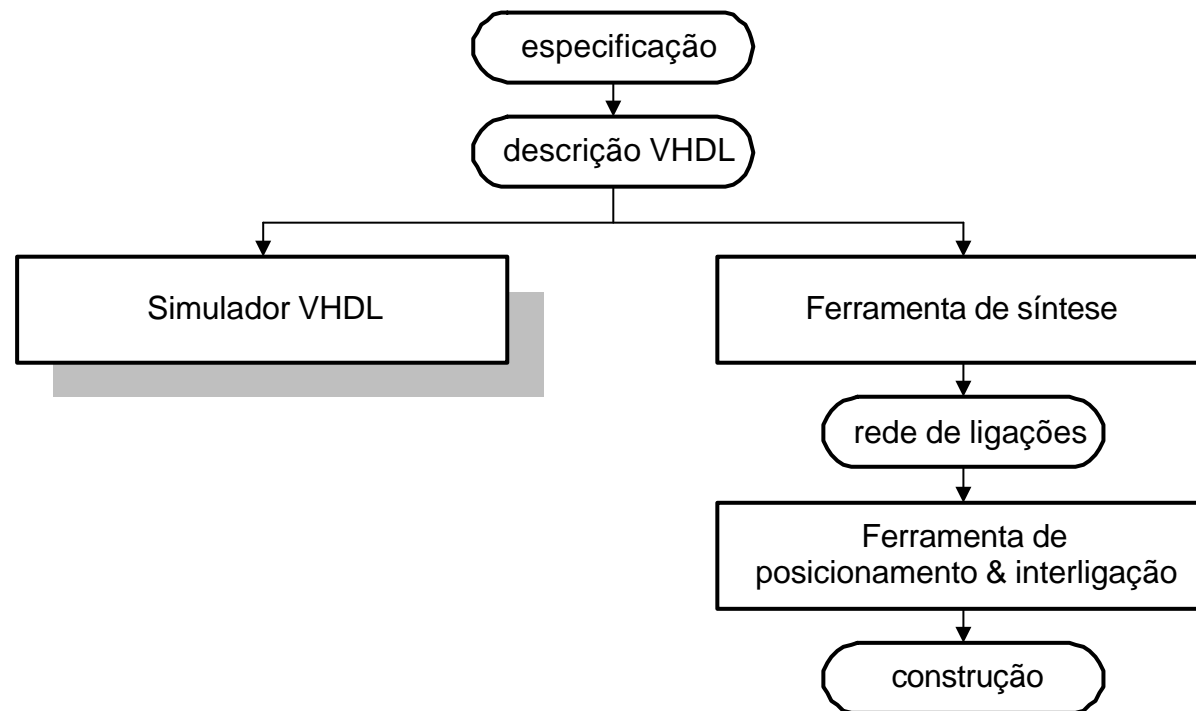 especificação
descrição VHDL
Simulador VHDL
Ferramenta de síntese
rede de ligações
Ferramenta de
posicionamento & interligação
construção